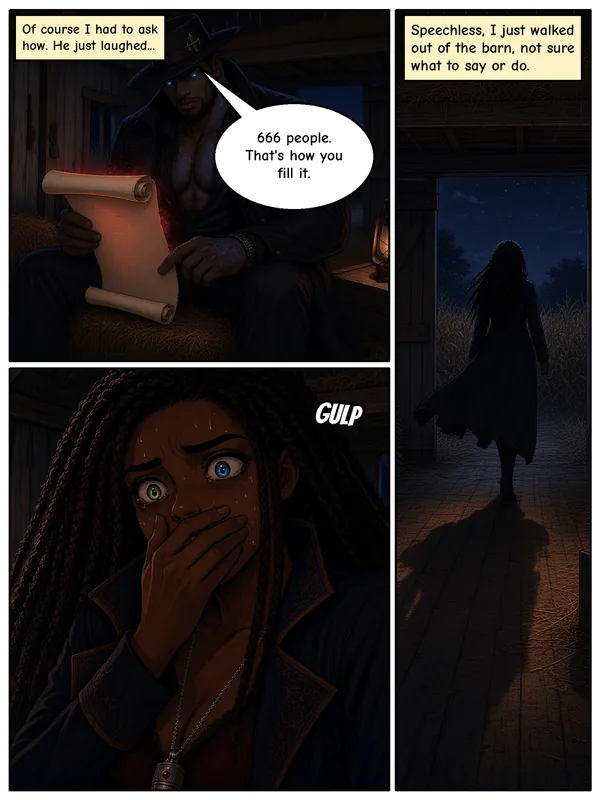 Of course I had to ask
how. He just laughed...
666 people.
That's how you
fill it.
GULP
Speechless, I just walked
out of the barn, not sure
what to say or do.